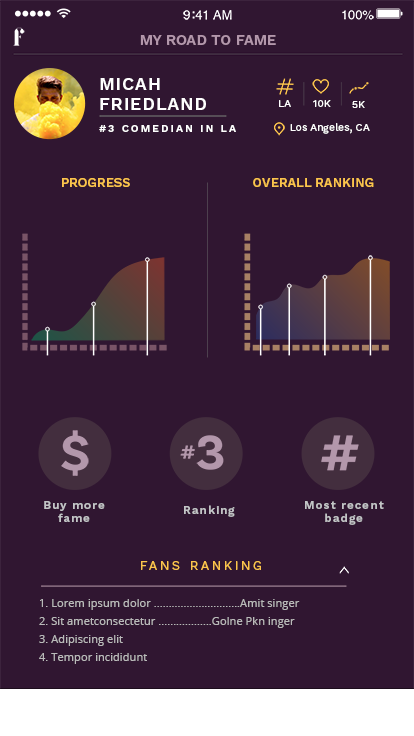 9:41 AM
100%
MY ROAD TO FAME
MICAH
FRIEDLAND
#3 COMEDIAN IN LA
LA
10K
5K
Los Angeles, CA
PROGRESS
OVERALL RANKING
$
#3
#
Buy more
fame
Ranking
Most recent
badge
FANS RANKING
1. Lorem ipsum dolor .............................Amit singer
2. Sit ametconsectetur ..................Golne Pkn inger
3. Adipiscing elit
4. Tempor incididunt